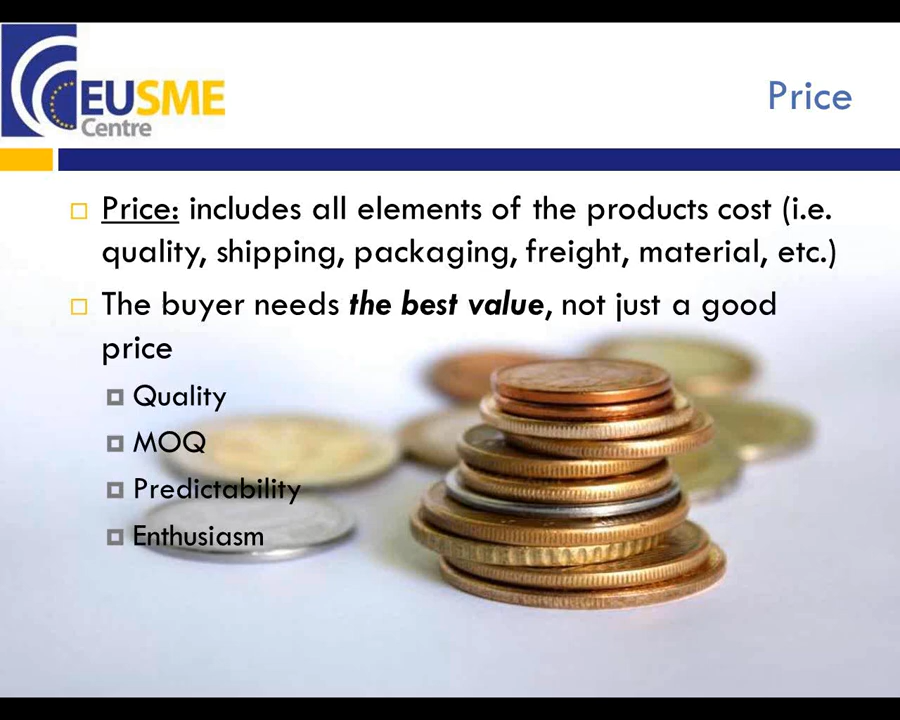 EUSME
Centre
Price
Price: includes all elements of the products cost (i.e.
quality, shipping, packaging, freight, material, etc.)
The buyer needs the best value, not just a good
price
Quality
MOQ
Predictability
Enthusiasm